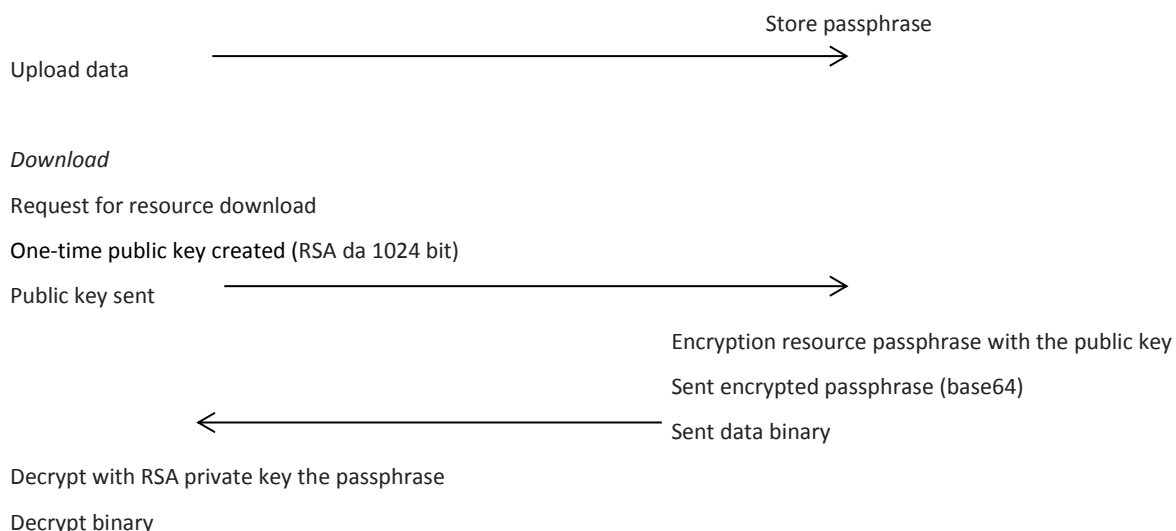 Store passphrase
Upload data
Download
Request for resource download
One-time public key created (RSA da 1024 bit)
Public key sent
Encryption resource passphrase with the public key
Sent encrypted passphrase (base64)
Sent data binary
Decrypt with RSA private key the passphrase
Decrypt binary